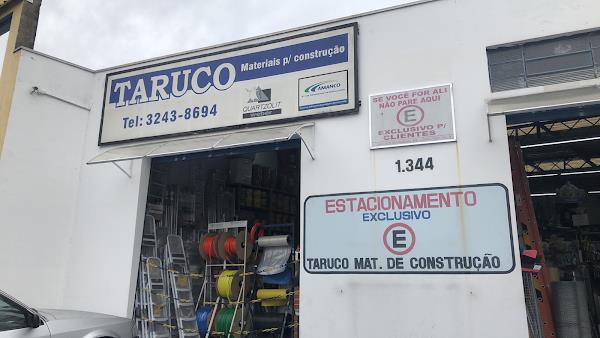 TARUCO
Materiais p/ construção
Tel: 3243-8694
QUARTZOLIT
AMANCO
SE VOCE FOR ALI
NÃO PARE AQUI
E
EXCLUSIVO P/
CLIENTES
1.344
ESTACIONAMENTO
EXCLUSIVO
E
TARUCO MAT. DE CONSTRUÇÃO